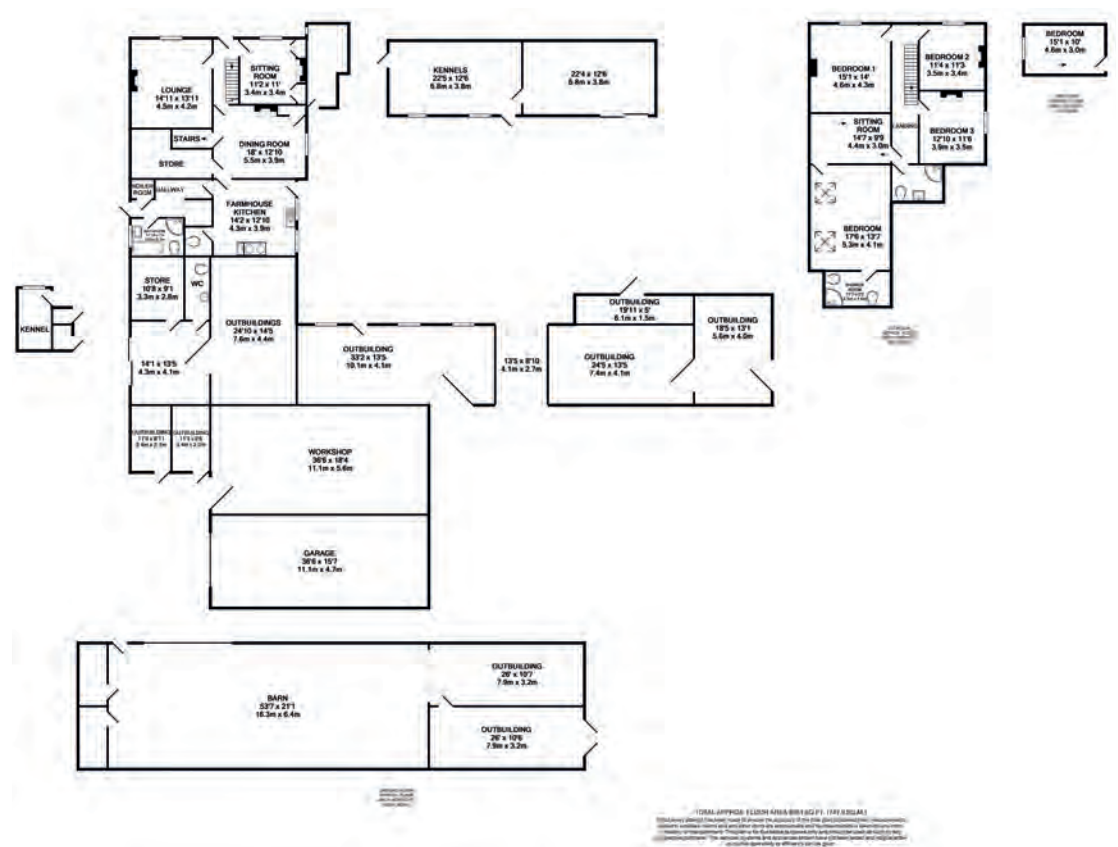 LOUNGE
14'11 x 13'11
4.5m x 4.2m
SITTING
ROOM
11'2 x 11'
3.4m x 3.4m
STAIRS
DINING ROOM
18' x 12'10
5.5m x 3.9m
STORE
BOILER
ROOM
HALLWAY
FARMHOUSE
KITCHEN
14'2 x 12'10
4.3m x 3.9m
STORE
10'8 x 9'1
3.3m x 2.8m
WC
OUTBUILDINGS
24'10 x 14'5
7.6m x 4.4m
14'1 x 13'5
4.3m x 4.1m
KENNEL
OUTBUILDING
OUTBUILDING
OUTBUILDING
33'2 x 13'5
10.1m x 4.1m
13'5 x 8'10
4.1m x 2.7m
WORKSHOP
36'6 x 18'4
11.1m x 5.6m
GARAGE
36'6 x 15'7
11.1m x 4.7m
KENNELS
22'5 x 12'6
6.8m x 3.8m
22'4 x 12'6
6.8m x 3.8m
OUTBUILDING
19'11 x 5'
6.1m x 1.5m
OUTBUILDING
18'5 x 13'1
5.6m x 4.0m
OUTBUILDING
24'5 x 13'5
7.4m x 4.1m
BARN
53'7 x 21'1
16.3m x 6.4m
OUTBUILDING
26' x 10'7
7.9m x 3.2m
OUTBUILDING
26' x 10'6
7.9m x 3.2m
BEDROOM 1
15'1 x 14'
4.6m x 4.3m
BEDROOM 2
11'4 x 11'3
3.5m x 3.4m
SITTING
ROOM
14'7 x 9'9
4.4m x 3.0m
LANDING
BEDROOM 3
12'10 x 11'6
3.9m x 3.5m
BEDROOM
17'6 x 13'7
5.3m x 4.1m
SHOWER
ROOM
BEDROOM
15'1 x 10'
4.6m x 3.0m
TOTAL APPROX. FLOOR AREA